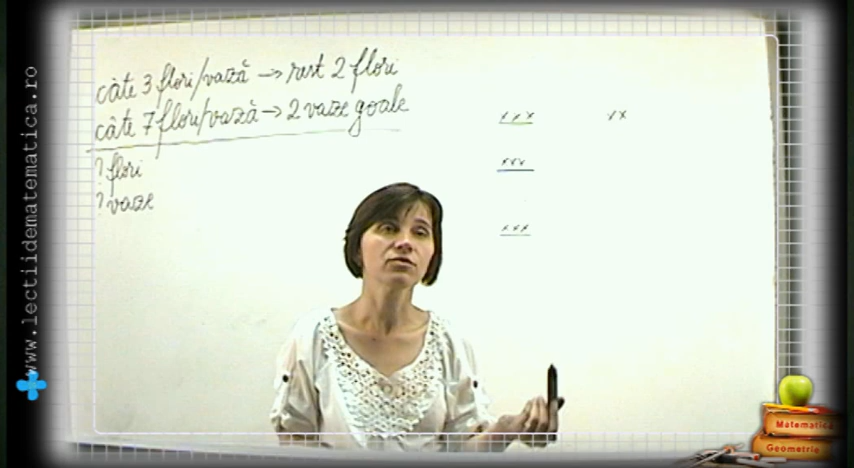 câte 3 flori/vază → rest 2 flori
câte 7 flori/vază → 2 vaze goale
? flori
? vaze
x x x
x x
x x x
x x x
www.lectiidematematica.ro
Matematica
Geometrie